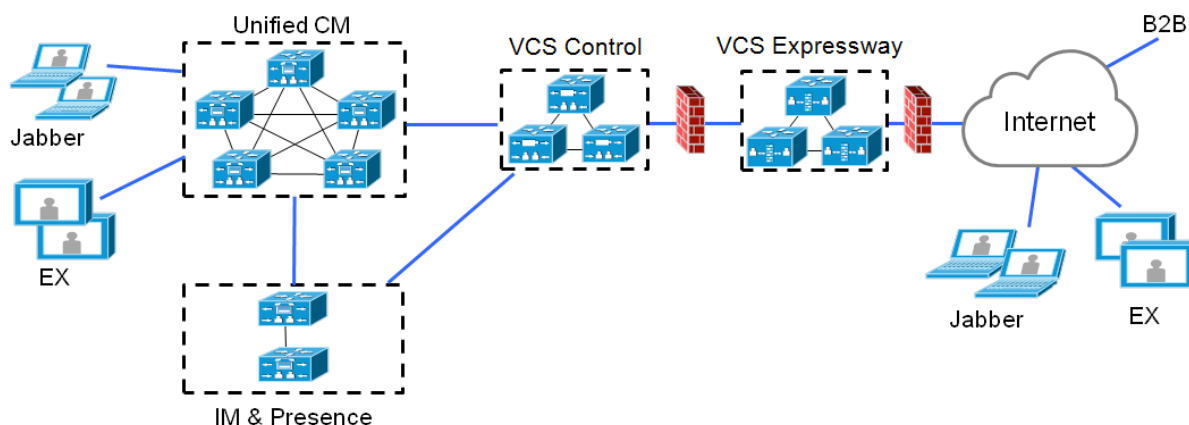 Unified CM
VCS Control
VCS Expressway
B2B
Jabber
Internet
EX
Jabber
EX
IM & Presence